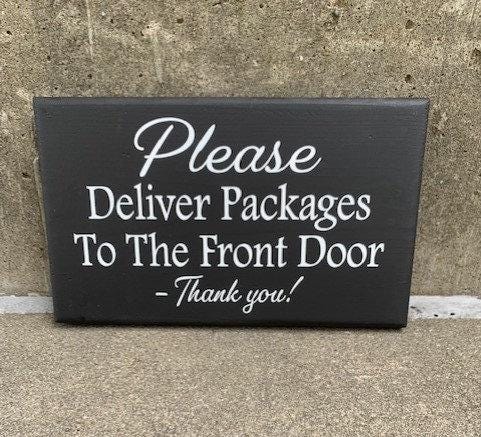 Please
Deliver Packages
To The Front Door
- Thank you!